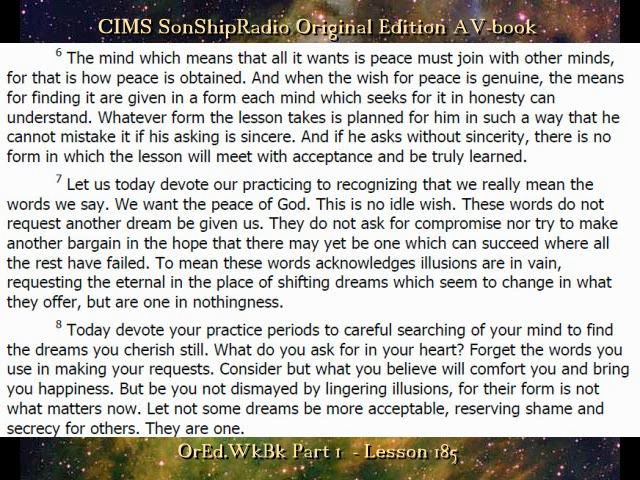 CIMS SonShipRadio Original Edition AV-book
6 The mind which means that all it wants is peace must join with other minds,
for that is how peace is obtained. And when the wish for peace is genuine, the means
for finding it are given in a form each mind which seeks for it in honesty can
understand. Whatever form the lesson takes is planned for him in such a way that he
cannot mistake it if his asking is sincere. And if he asks without sincerity, there is no
form in which the lesson will meet with acceptance and be truly learned.
7 Let us today devote our practicing to recognizing that we really mean the
words we say. We want the peace of God. This is no idle wish. These words do not
request another dream be given us. They do not ask for compromise nor try to make
another bargain in the hope that there may yet be one which can succeed where all
the rest have failed. To mean these words acknowledges illusions are in vain,
requesting the eternal in the place of shifting dreams which seem to change in what
they offer, but are one in nothingness.
8 Today devote your practice periods to careful searching of your mind to find
the dreams you cherish still. What do you ask for in your heart? Forget the words you
use in making your requests. Consider but what you believe will comfort you and bring
you happiness. But be you not dismayed by lingering illusions, for their form is not
what matters now. Let not some dreams be more acceptable, reserving shame and
secrecy for others. They are one.
OrEd.WkBk Part 1 - Lesson 185